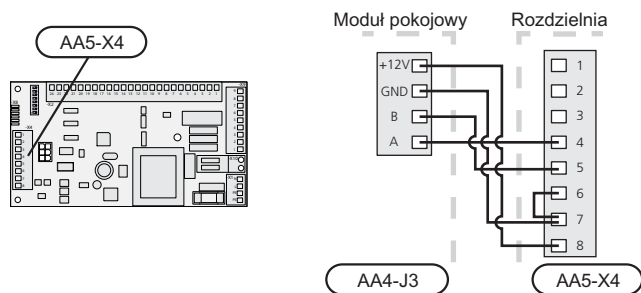 AA5-X4
Moduł pokojowy
Rozdzielnia
+12V
GND
B
A
1
2
3
4
5
6
7
8
AA4-J3
AA5-X4